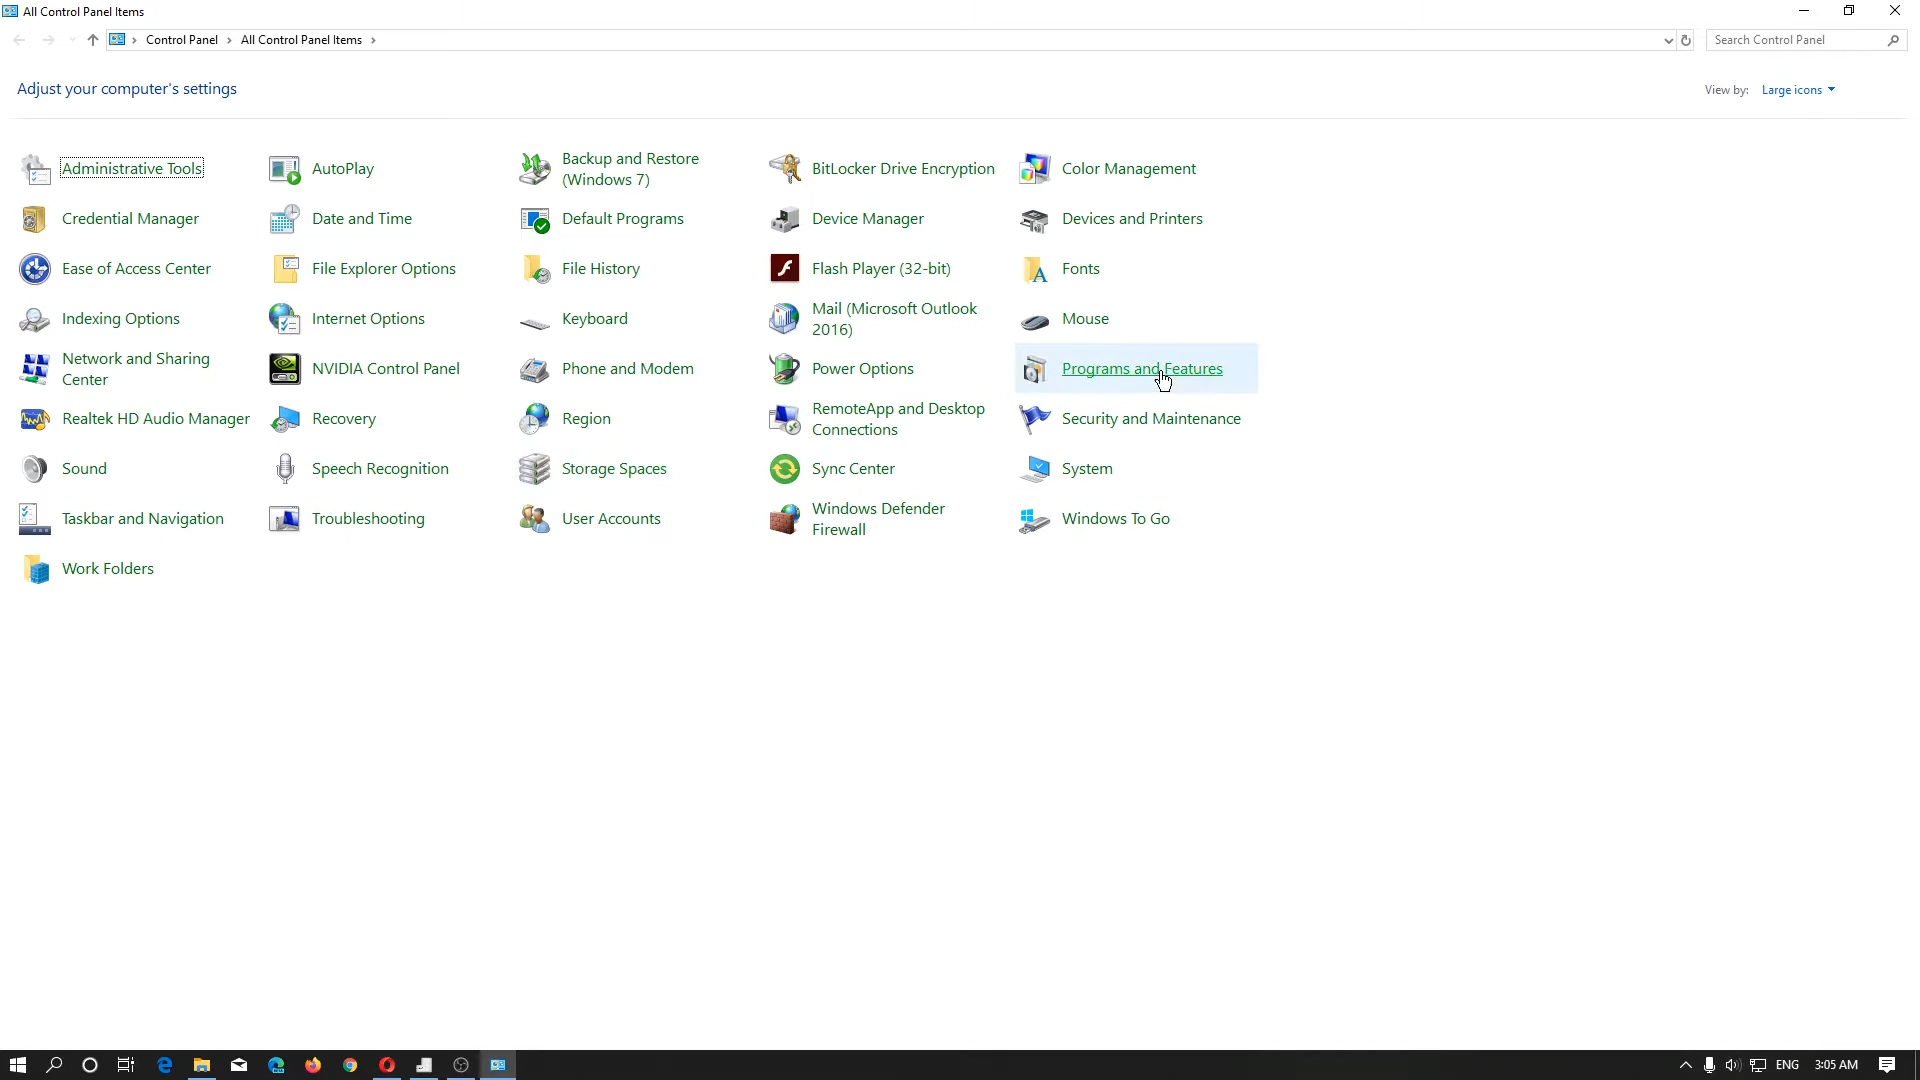 All Control Panel Items
Control Panel
All Control Panel Items
Search Control Panel
Adjust your computer's settings
View by:
Large icons
Administrative Tools
AutoPlay
Backup and Restore
(Windows 7)
BitLocker Drive Encryption
Color Management
Credential Manager
Date and Time
Default Programs
Device Manager
Devices and Printers
Ease of Access Center
File Explorer Options
File History
Flash Player (32-bit)
Fonts
Indexing Options
Internet Options
Keyboard
Mail (Microsoft Outlook
2016)
Mouse
Network and Sharing
Center
NVIDIA Control Panel
Phone and Modem
Power Options
Programs and Features
Realtek HD Audio Manager
Recovery
Region
RemoteApp and Desktop
Connections
Security and Maintenance
Sound
Speech Recognition
Storage Spaces
Sync Center
System
Taskbar and Navigation
Troubleshooting
User Accounts
Windows Defender
Firewall
Windows To Go
Work Folders
ENG
3:05 AM